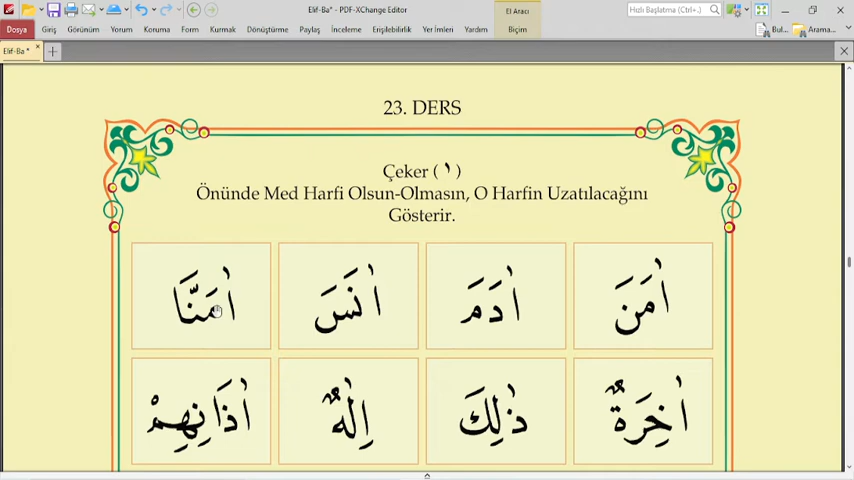 Elif-Ba* - PDF-XChange Editor
El Aracı
Hızlı Başlatma (Ctrl+.)
Dosya Giriş Görünüm Yorum Koruma Form Dönüştürme Paylaş İnceleme Erişilebilirlik Yer İmleri Yardım Biçim
Bul... Arama...
Elif-Ba *
23. DERS
Çeker ( ٰ )
Önünde Med Harfi Olsun-Olmasın, O Harfin Uzatılacağını
Gösterir.
اٰمَنَ اٰدَمَ اٰنَسَ اٰمَنَّا
اٰخِرَةٌ ذٰلِكَ اِلٰهٌ اٰذَانِهِمْ